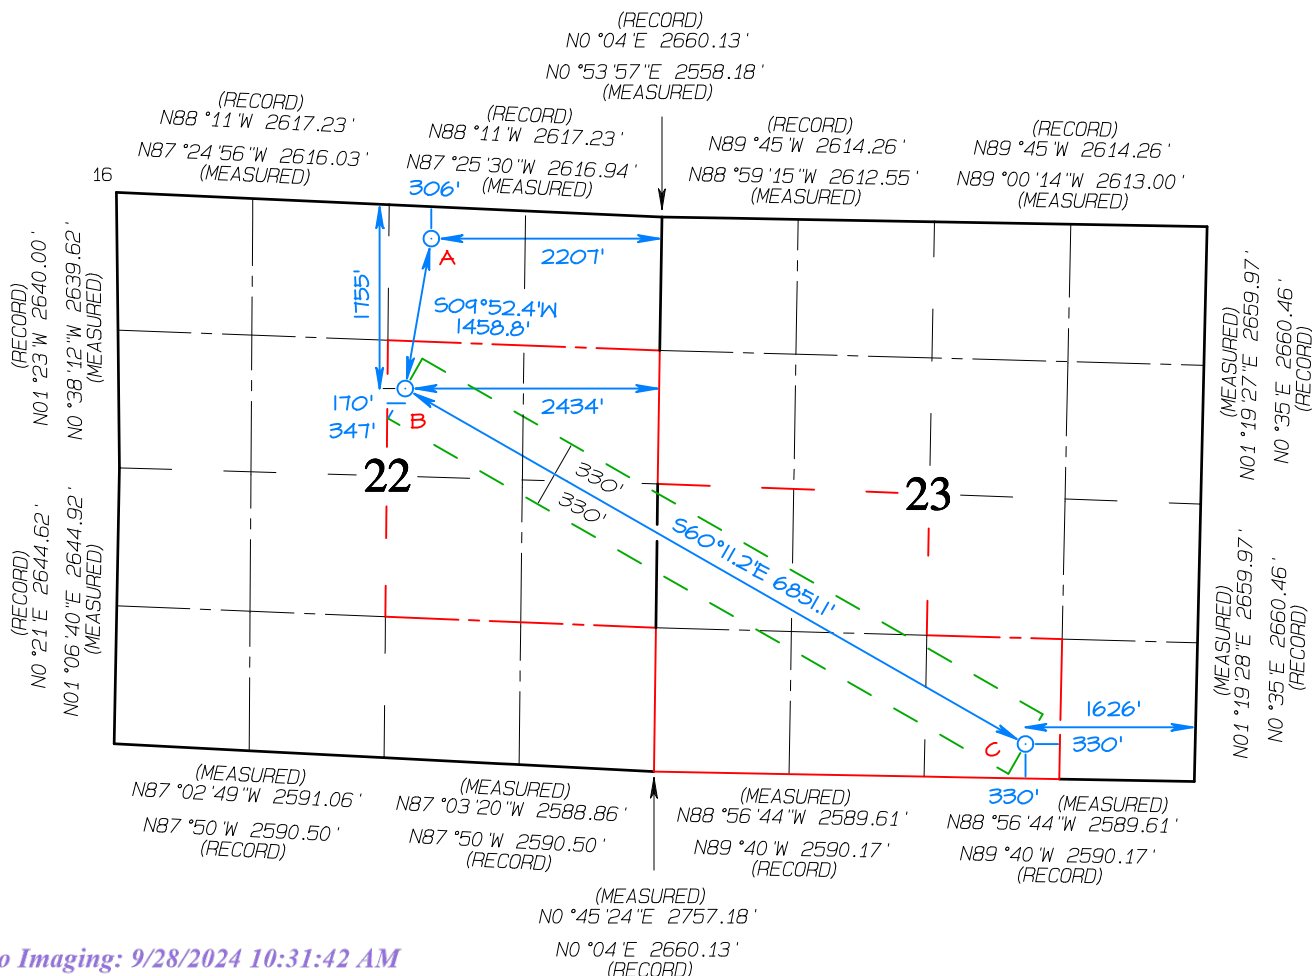 (RECORD)
N0°04'E 2660.13'
N0°53'57"E 2558.18'
(MEASURED)
(RECORD)
N88°11'W 2617.23'
N87°24'56"W 2616.03'
(MEASURED)
(RECORD)
N88°11'W 2617.23'
N87°25'30"W 2616.94'
(MEASURED)
(RECORD)
N89°45'W 2614.26'
N88°59'15"W 2612.55'
(MEASURED)
(RECORD)
N89°45'W 2614.26'
N89°00'14"W 2613.00'
(MEASURED)
16
306'
A
2207'
1755'
S09°52.4'W
1458.8'
(RECORD)
N01°23'W 2640.00'
N0°38'12"W 2639.62'
(MEASURED)
(MEASURED)
N01°19'27"E 2659.97'
N0°35'E 2660.46'
(RECORD)
170'
347'
B
2434'
22
330'
330'
23
S60°11.2'E 6851.1'
(RECORD)
N0°21'E 2644.62'
N01°06'40"E 2644.92'
(MEASURED)
(MEASURED)
N01°19'28"E 2659.97'
N0°35'E 2660.46'
(RECORD)
1626'
C
330'
330'
(MEASURED)
N87°02'49"W 2591.06'
N87°50'W 2590.50'
(RECORD)
(MEASURED)
N87°03'20"W 2588.86'
N87°50'W 2590.50'
(RECORD)
(MEASURED)
N88°56'44"W 2589.61'
N89°40'W 2590.17'
(RECORD)
(MEASURED)
N88°56'44"W 2589.61'
N89°40'W 2590.17'
(RECORD)
(MEASURED)
N0°45'24"E 2757.18'
N0°04'E 2660.13'
(RECORD)
o Imaging: 9/28/2024 10:31:42 AM